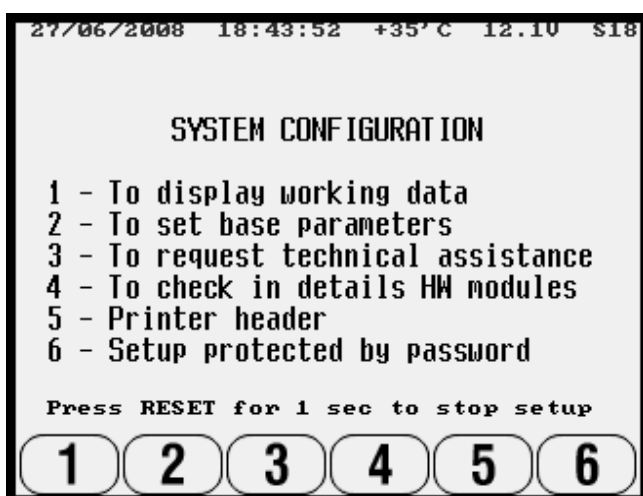 27/06/2008 18:43:52 +35'C 12.1V S18
SYSTEM CONFIGURATION
1 - To display working data
2 - To set base parameters
3 - To request technical assistance
4 - To check in details HW modules
5 - Printer header
6 - Setup protected by password
Press RESET for 1 sec to stop setup
1 2 3 4 5 6